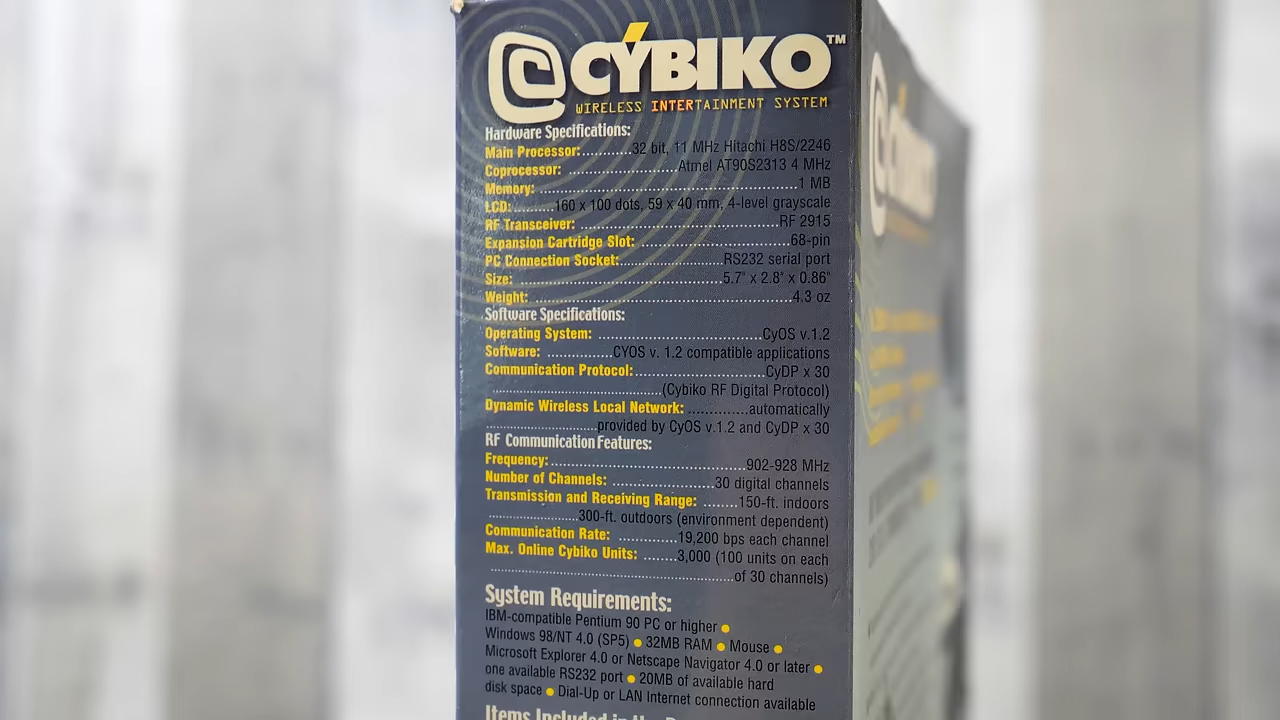 CYBIKO™
WIRELESS INTERTAINMENT SYSTEM
Hardware Specifications:
Main Processor:...........32 bit, 11 MHz Hitachi H8S/2246
Coprocessor: ........................Atmel AT90S2313 4 MHz
Memory: .........................................................1 MB
LCD:.........160 x 100 dots, 59 x 40 mm, 4-level grayscale
RF Transceiver: .............................................RF 2915
Expansion Cartridge Slot: .................................68-pin
PC Connection Socket:.......................RS232 serial port
Size: .............................................5.7" x 2.8" x 0.86"
Weight: .........................................................4.3 oz
Software Specifications:
Operating System: ....................................CyOS v.1.2
Software: ..............CYOS v. 1.2 compatible applications
Communication Protocol:............................CyDP x 30
.....................................(Cybiko RF Digital Protocol)
Dynamic Wireless Local Network: .............automatically
........................provided by CyOS v.1.2 and CyDP x 30
RF Communication Features:
Frequency:...........................................902-928 MHz
Number of Channels: ......................30 digital channels
Transmission and Receiving Range: ........150-ft. indoors
...................300-ft. outdoors (environment dependent)
Communication Rate: ...................19,200 bps each channel
Max. Online Cybiko Units: ........3,000 (100 units on each
......................................................of 30 channels)
System Requirements:
IBM-compatible Pentium 90 PC or higher ●
Windows 98/NT 4.0 (SP5) ● 32MB RAM ● Mouse ●
Microsoft Explorer 4.0 or Netscape Navigator 4.0 or later ●
one available RS232 port ● 20MB of available hard
disk space ● Dial-Up or LAN Internet connection available
Items Included in the